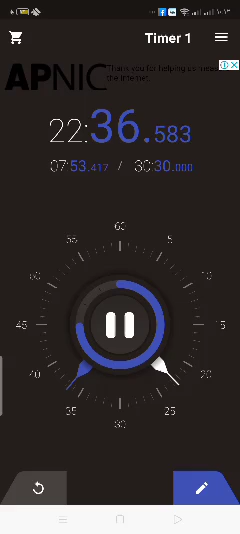 Timer 1
APNIC
Thank you for helping us measure
the Internet.
22:36.583
07:53.417 / 30:30.000
60
55
5
50
10
45
15
40
20
35
25
30